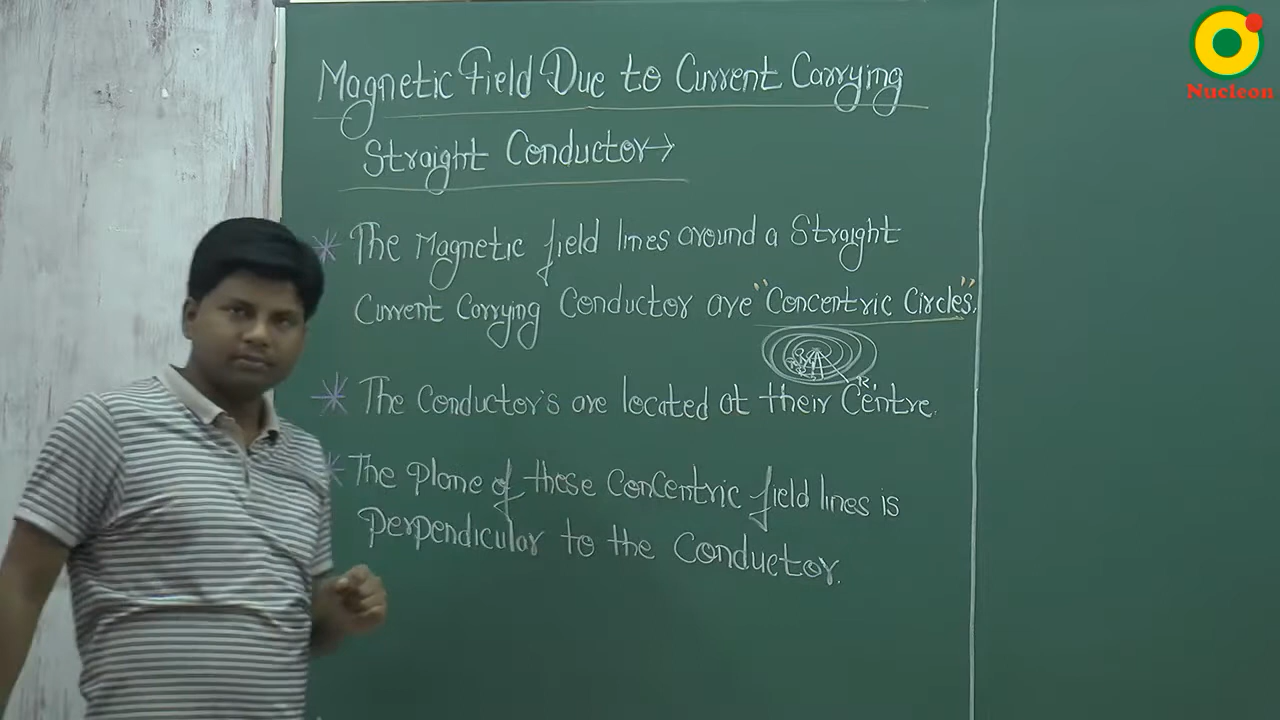 Magnetic Field Due to Current Carrying
Straight Conductor→
The Magnetic field lines around a Straight
Current Carrying Conductor are "Concentric Circles".
The Conductor's are located at their Centre.
The Plane of these Concentric field lines is
Perpendicular to the Conductor.
Nucleon